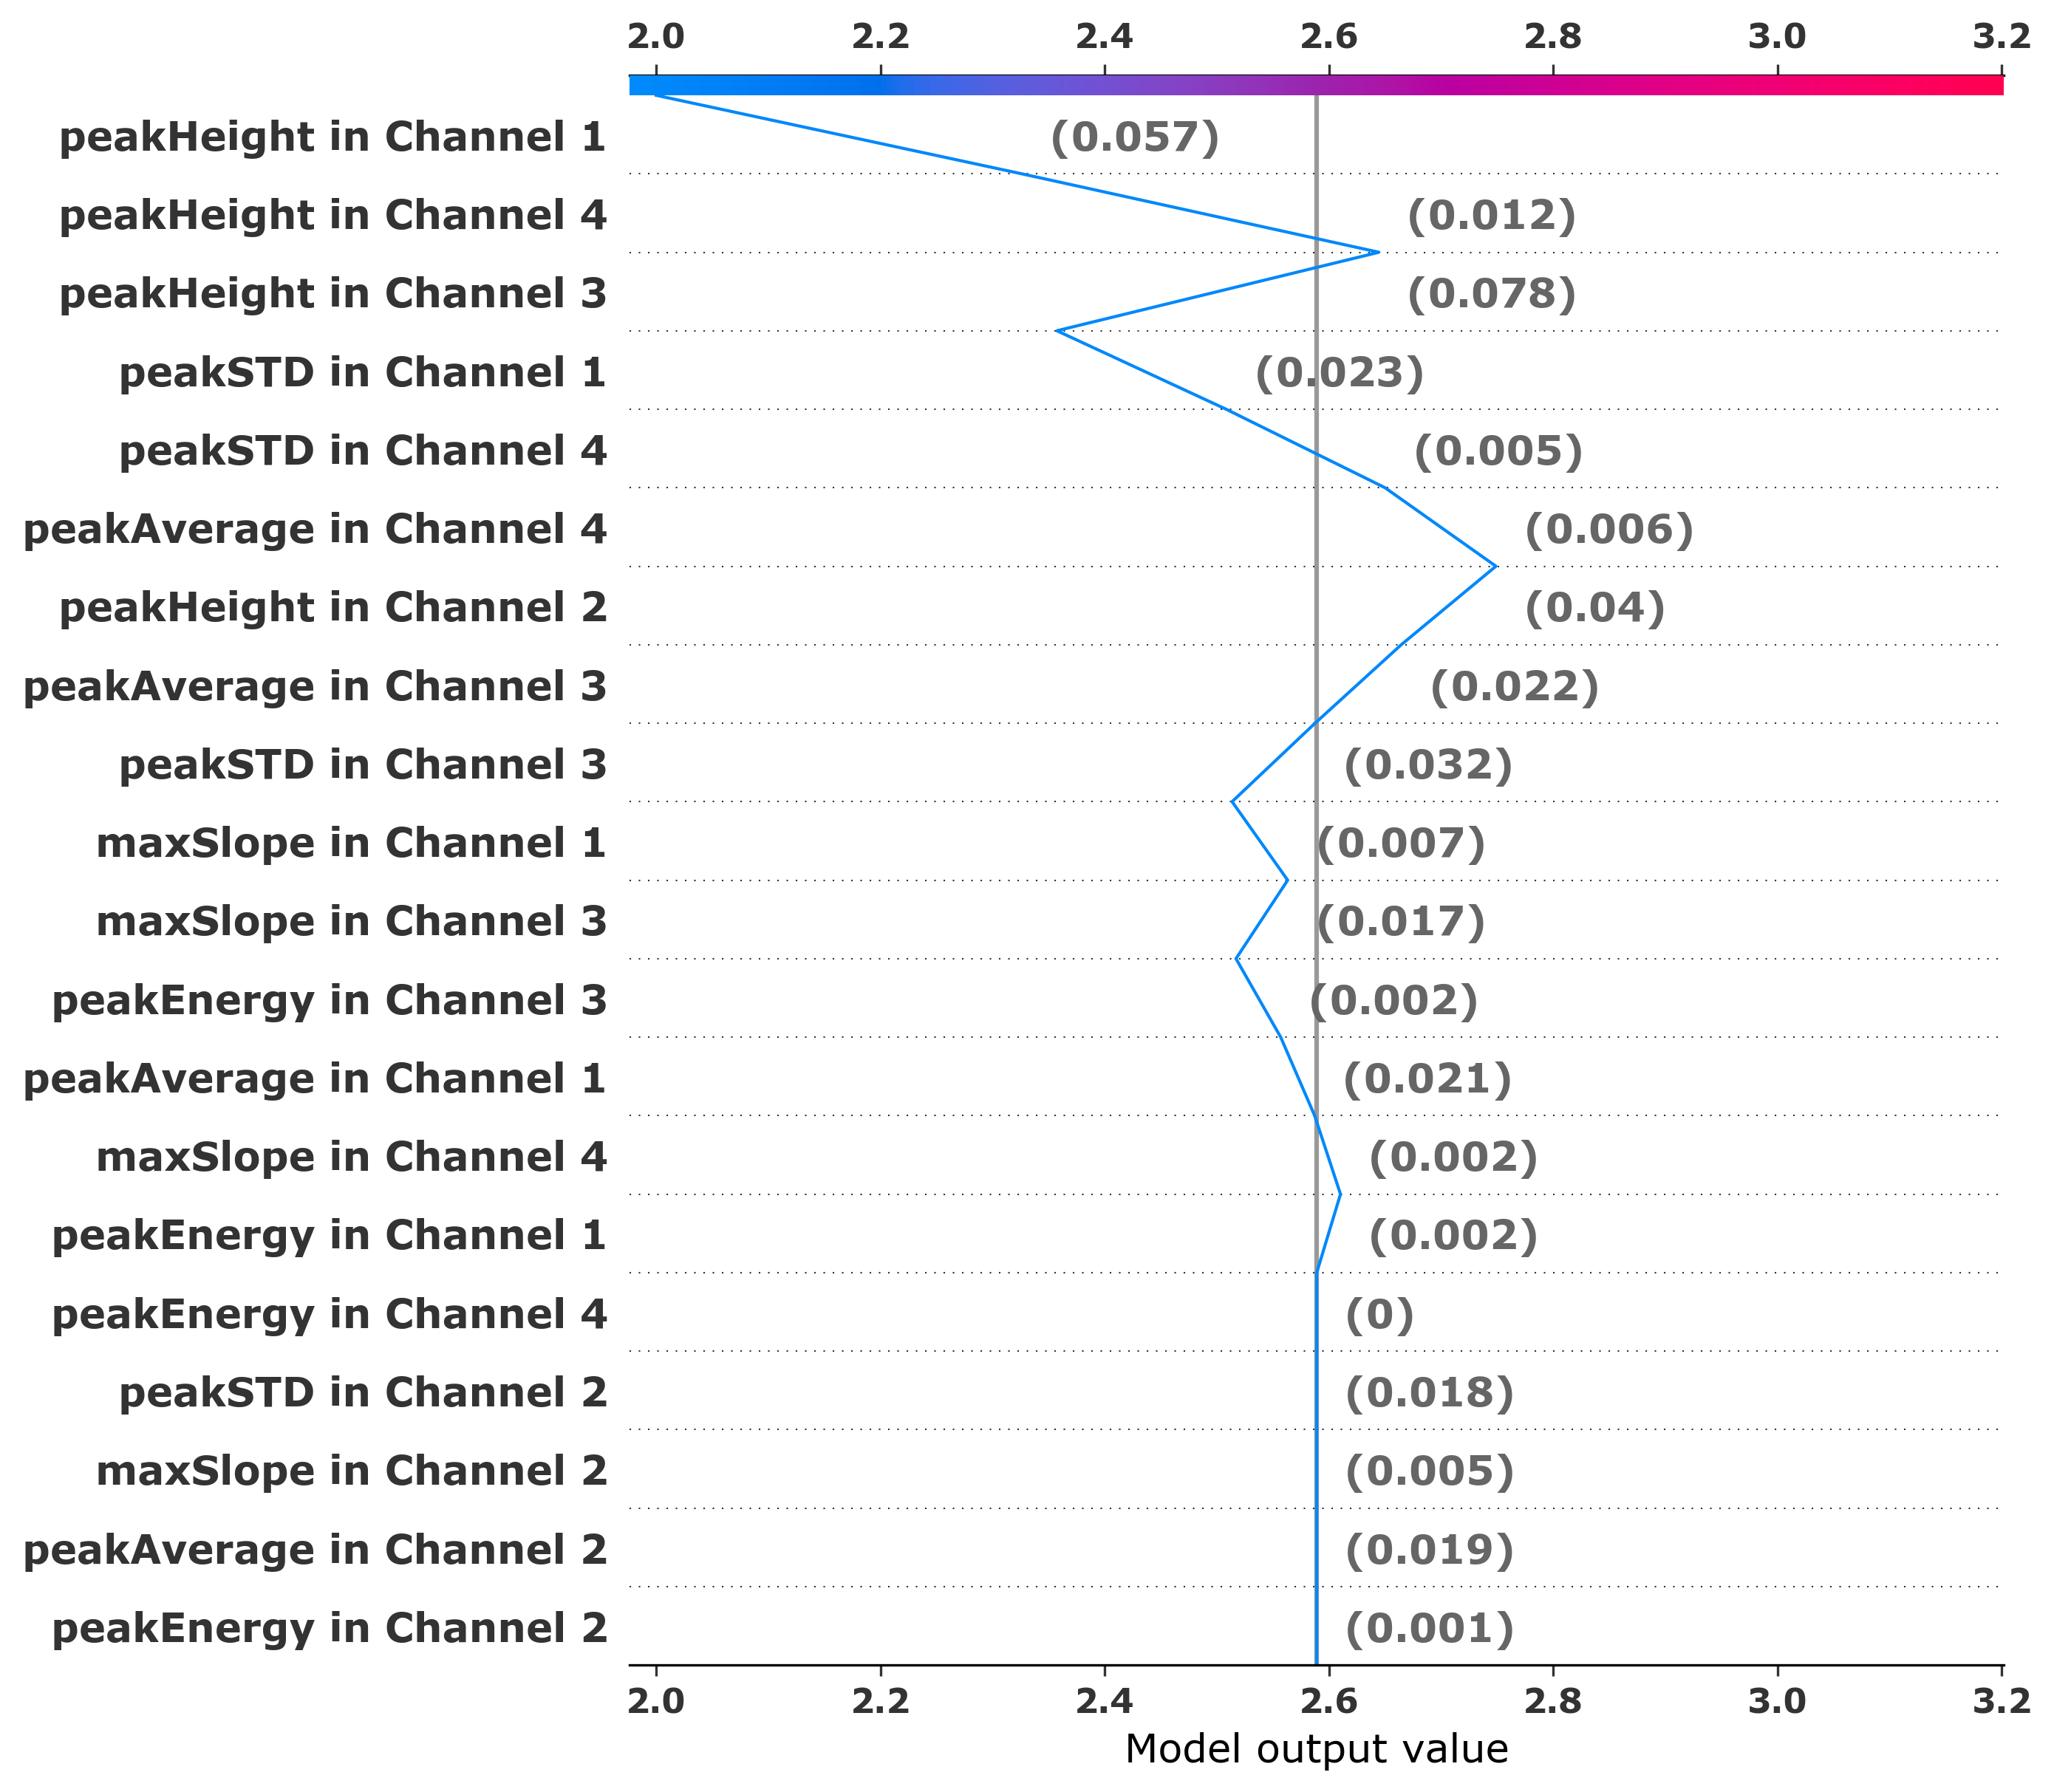 2.0 2.2 2.4 2.6 2.8 3.0 3.2
peakHeight in Channel 1 (0.057)
peakHeight in Channel 4 (0.012)
peakHeight in Channel 3 (0.078)
peakSTD in Channel 1 (0.023)
peakSTD in Channel 4 (0.005)
peakAverage in Channel 4 (0.006)
peakHeight in Channel 2 (0.04)
peakAverage in Channel 3 (0.022)
peakSTD in Channel 3 (0.032)
maxSlope in Channel 1 (0.007)
maxSlope in Channel 3 (0.017)
peakEnergy in Channel 3 (0.002)
peakAverage in Channel 1 (0.021)
maxSlope in Channel 4 (0.002)
peakEnergy in Channel 1 (0.002)
peakEnergy in Channel 4 (0)
peakSTD in Channel 2 (0.018)
maxSlope in Channel 2 (0.005)
peakAverage in Channel 2 (0.019)
peakEnergy in Channel 2 (0.001)
2.0 2.2 2.4 2.6 2.8 3.0 3.2
Model output value